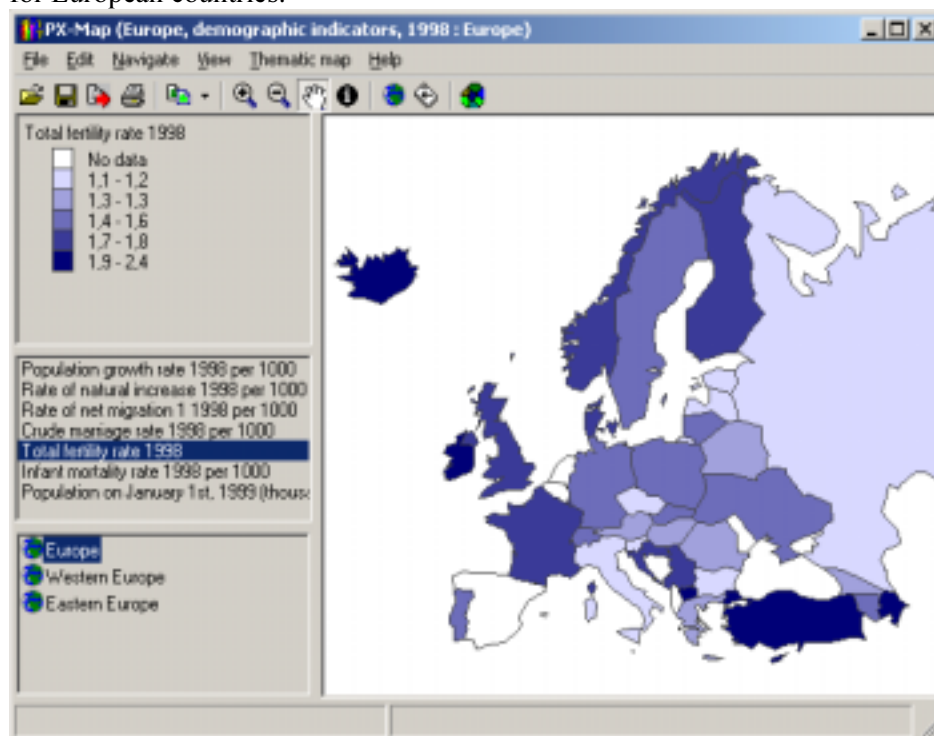 for European countries.
PX-Map (Europe, demographic indicators, 1998 : Europe)
File Edit Navigate View Thematic map Help
Total fertility rate 1998
No data
1,1 - 1,2
1,3 - 1,3
1,4 - 1,6
1,7 - 1,8
1,9 - 2,4
Population growth rate 1998 per 1000
Rate of natural increase 1998 per 1000
Rate of net migration 1 1998 per 1000
Crude marriage rate 1998 per 1000
Total fertility rate 1998
Infant mortality rate 1998 per 1000
Population on January 1st, 1999 (thous
Europe
Western Europe
Eastern Europe